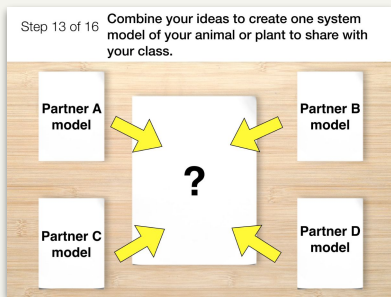 Step 13 of 16
Combine your ideas to create one system
model of your animal or plant to share with
your class.
Partner A
model
Partner B
model
?
Partner C
model
Partner D
model